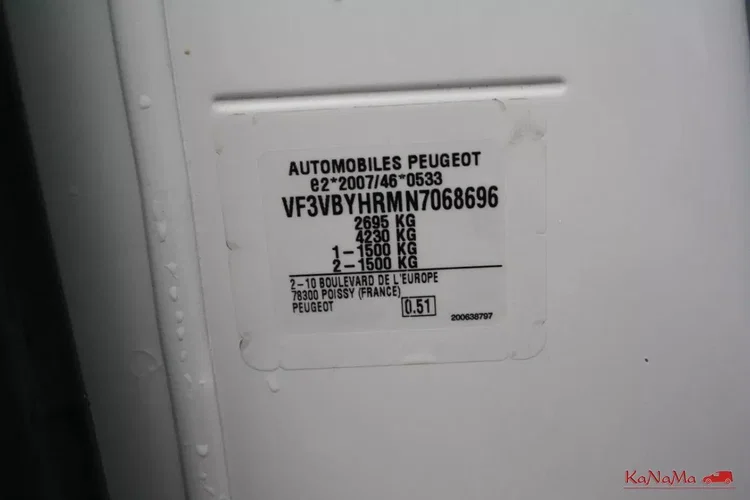 AUTOMOBILES PEUGEOT
e2*2007/46*0533
VF3VBYHRMN7068696
2695 KG
4230 KG
1-1500 KG
2-1500 KG
2-10 BOULEVARD DE L'EUROPE
78300 POISSY (FRANCE)
PEUGEOT 0.51 200638797
KaNaMa